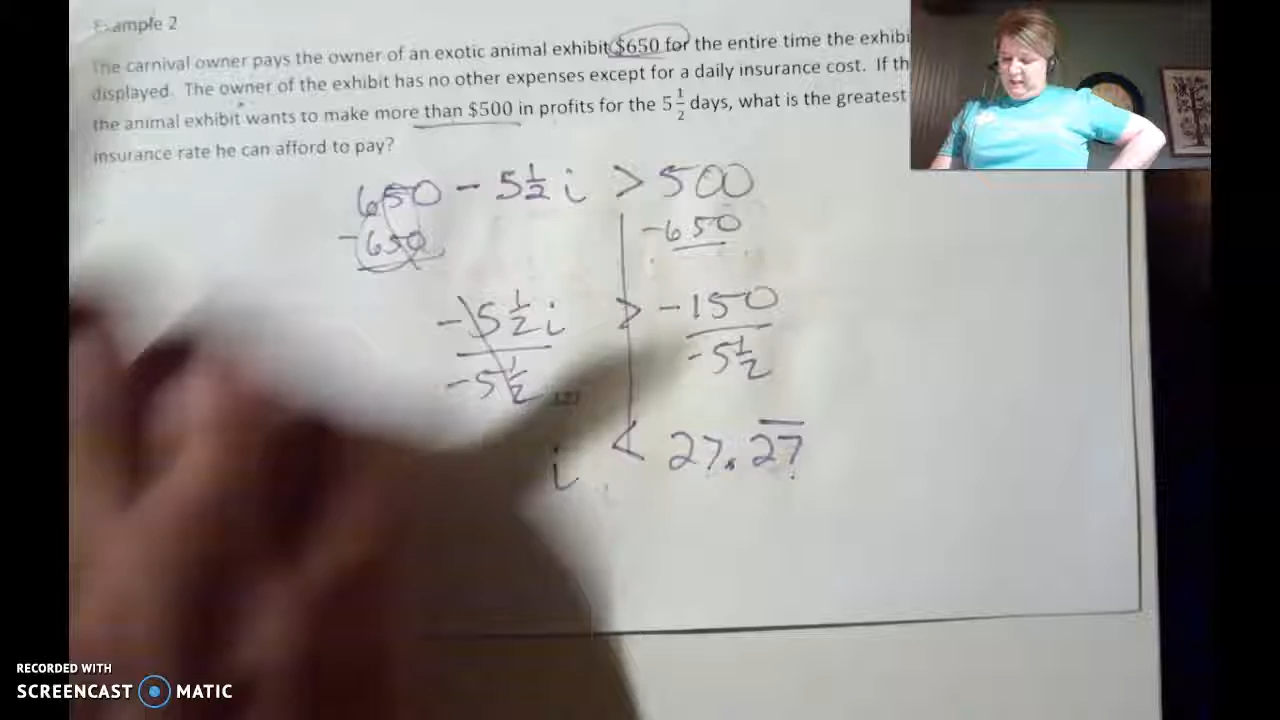 Example 2
The carnival owner pays the owner of an exotic animal exhibit $650 for the entire time the exhibi
displayed. The owner of the exhibit has no other expenses except for a daily insurance cost. If th
the animal exhibit wants to make more than $500 in profits for the 5 1/2 days, what is the greatest
insurance rate he can afford to pay?
650 - 5 1/2 i > 500
-650 -650
-5 1/2 i > -150
-5 1/2 -5 1/2
i < 27.2̅7̅
RECORDED WITH
SCREENCAST MATIC